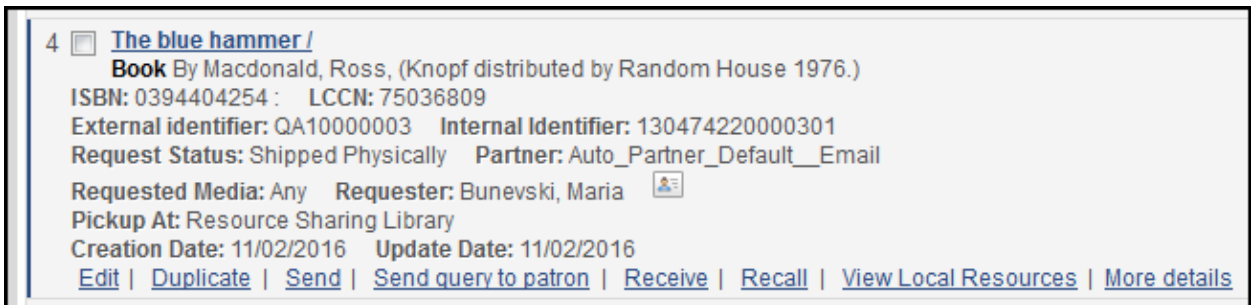 4 The blue hammer /
Book By Macdonald, Ross, (Knopf distributed by Random House 1976.)
ISBN: 0394404254 : LCCN: 75036809
External identifier: QA10000003 Internal Identifier: 130474220000301
Request Status: Shipped Physically Partner: Auto_Partner_Default__Email
Requested Media: Any Requester: Bunevski, Maria
Pickup At: Resource Sharing Library
Creation Date: 11/02/2016 Update Date: 11/02/2016
Edit | Duplicate | Send | Send query to patron | Receive | Recall | View Local Resources | More details